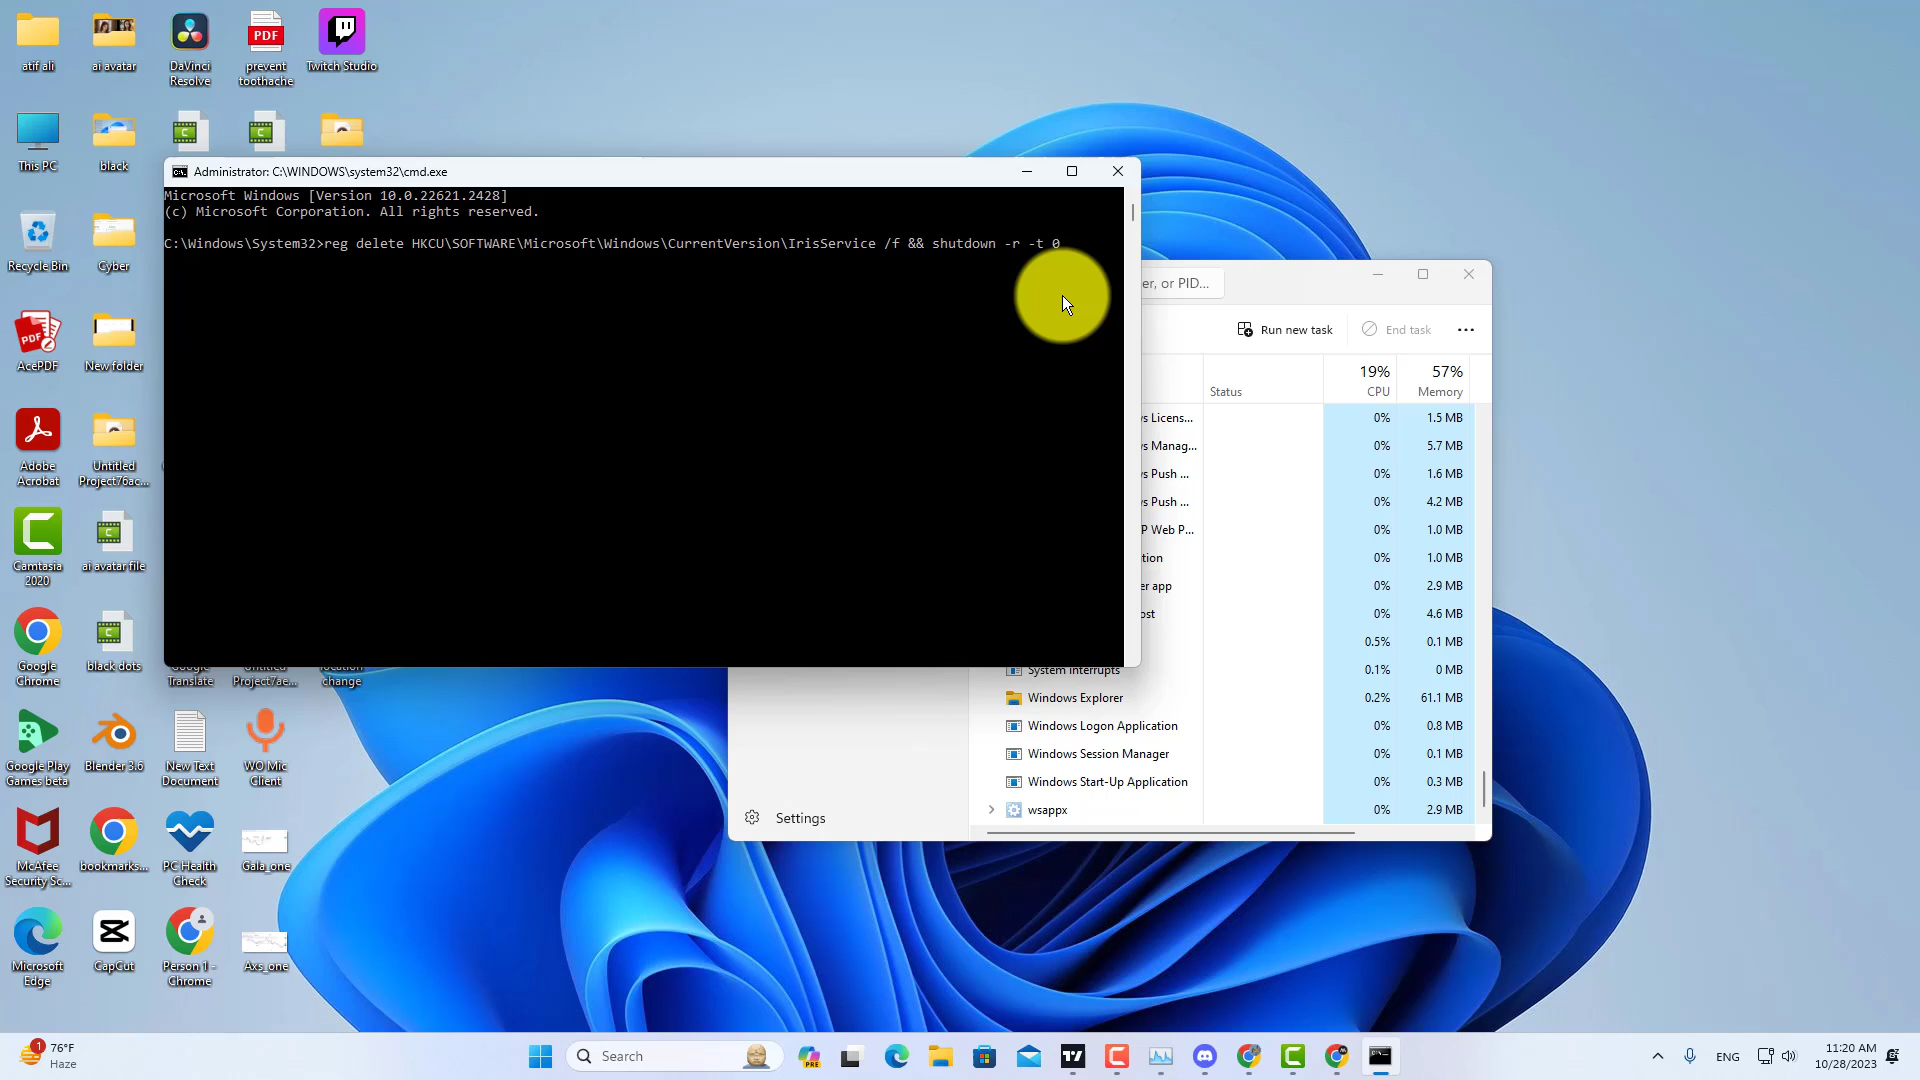 atif ali
ai avatar
DaVinci
Resolve
PDF
prevent
toothache
Twitch Studio
This PC
black
Recycle Bin
Cyber
AcePDF
New folder
Adobe
Acrobat
Untitled
Project76ac...
Camtasia
2020
ai avatar file
Google
Chrome
black dots
Google
Translate
Untitled
Project7ae...
location
change
Google Play
Games beta
Blender 3.6
New Text
Document
WO Mic
Client
McAfee
Security Sc...
bookmarks...
PC Health
Check
Gala_one
Microsoft
Edge
CapCut
Person 1 -
Chrome
Axs_one
Administrator: C:\WINDOWS\system32\cmd.exe
Microsoft Windows [Version 10.0.22621.2428]
(c) Microsoft Corporation. All rights reserved.
C:\Windows\System32>reg delete HKCU\SOFTWARE\Microsoft\Windows\CurrentVersion\IrisService /f && shutdown -r -t 0
er, or PID...
Run new task
End task
19%
57%
Status
CPU
Memory
s Licens...
0%
1.5 MB
s Manag...
0%
5.7 MB
s Push ...
0%
1.6 MB
s Push ...
0%
4.2 MB
P Web P...
0%
1.0 MB
tion
0%
1.0 MB
er app
0%
2.9 MB
ost
0%
4.6 MB
0.5%
0.1 MB
System interrupts
0.1%
0 MB
Windows Explorer
0.2%
61.1 MB
Windows Logon Application
0%
0.8 MB
Windows Session Manager
0%
0.1 MB
Windows Start-Up Application
0%
0.3 MB
wsappx
0%
2.9 MB
Settings
1
76°F
Haze
Search
PRE
ENG
11:20 AM
10/28/2023